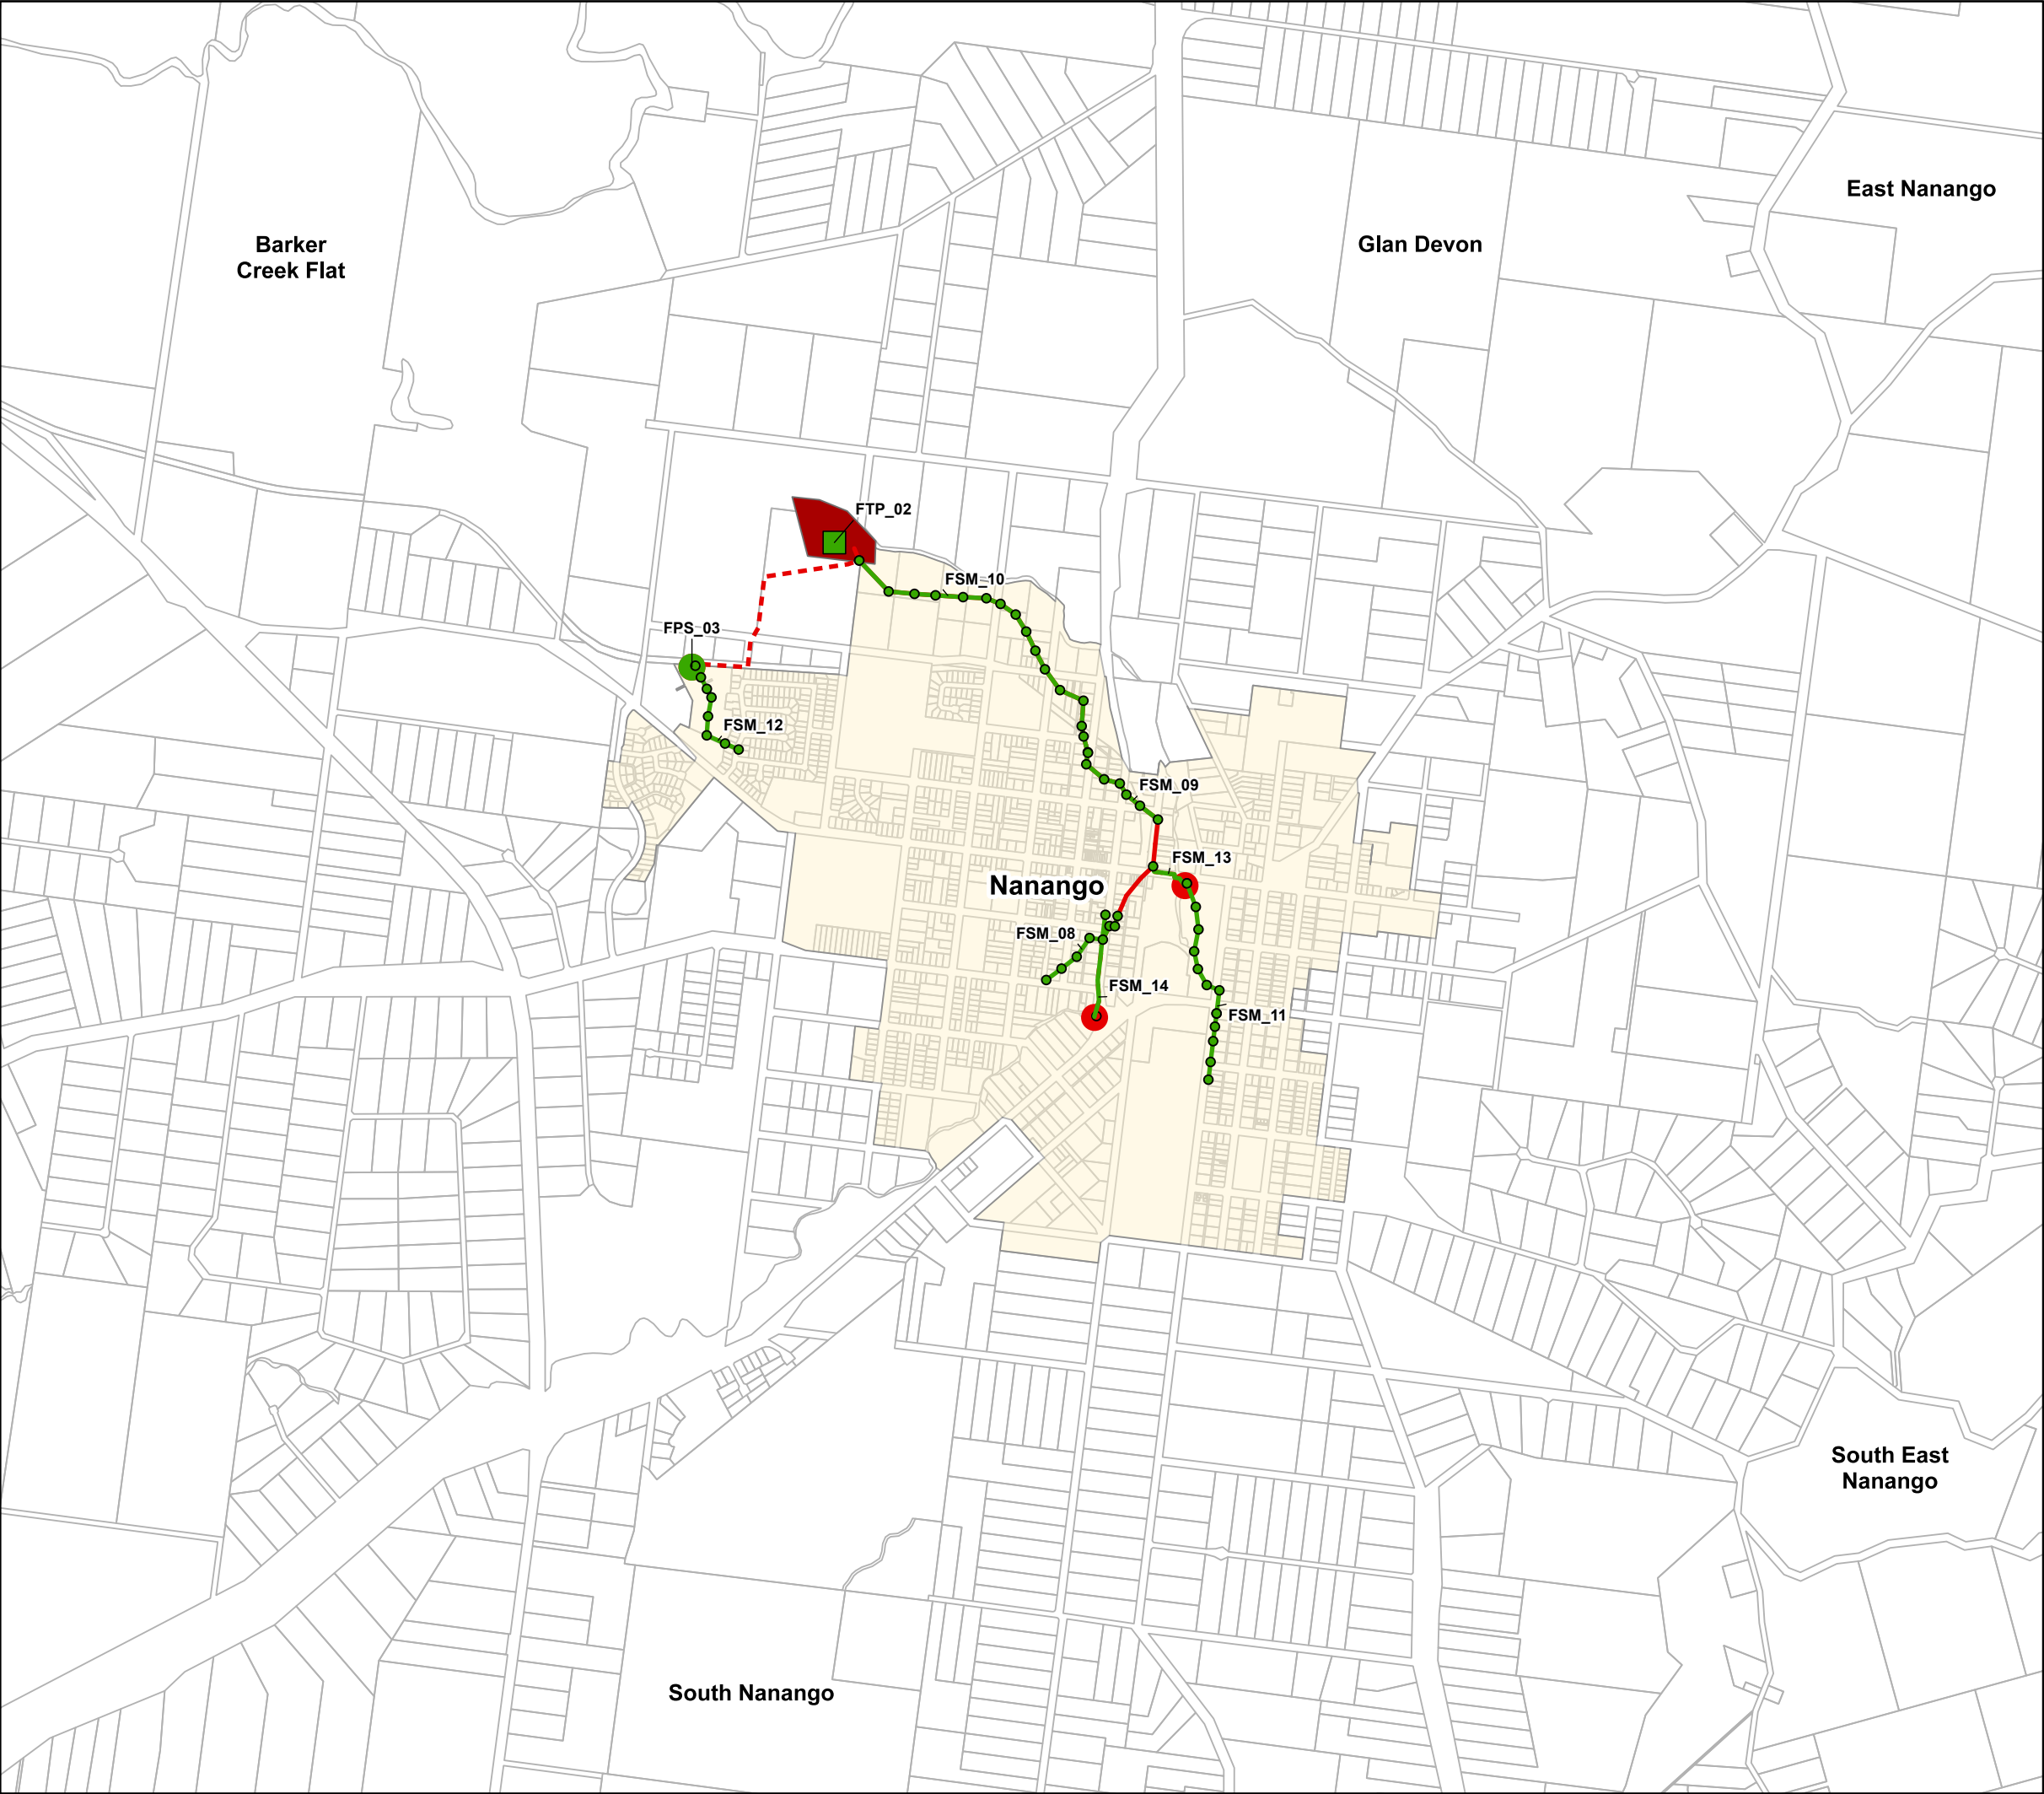 East Nanango
Barker
Creek Flat
Glan Devon
FTP_02
FSM_10
FPS_03
FSM_12
FSM_09
FSM_13
Nanango
FSM_08
FSM_14
FSM_11
South East
Nanango
South Nanango